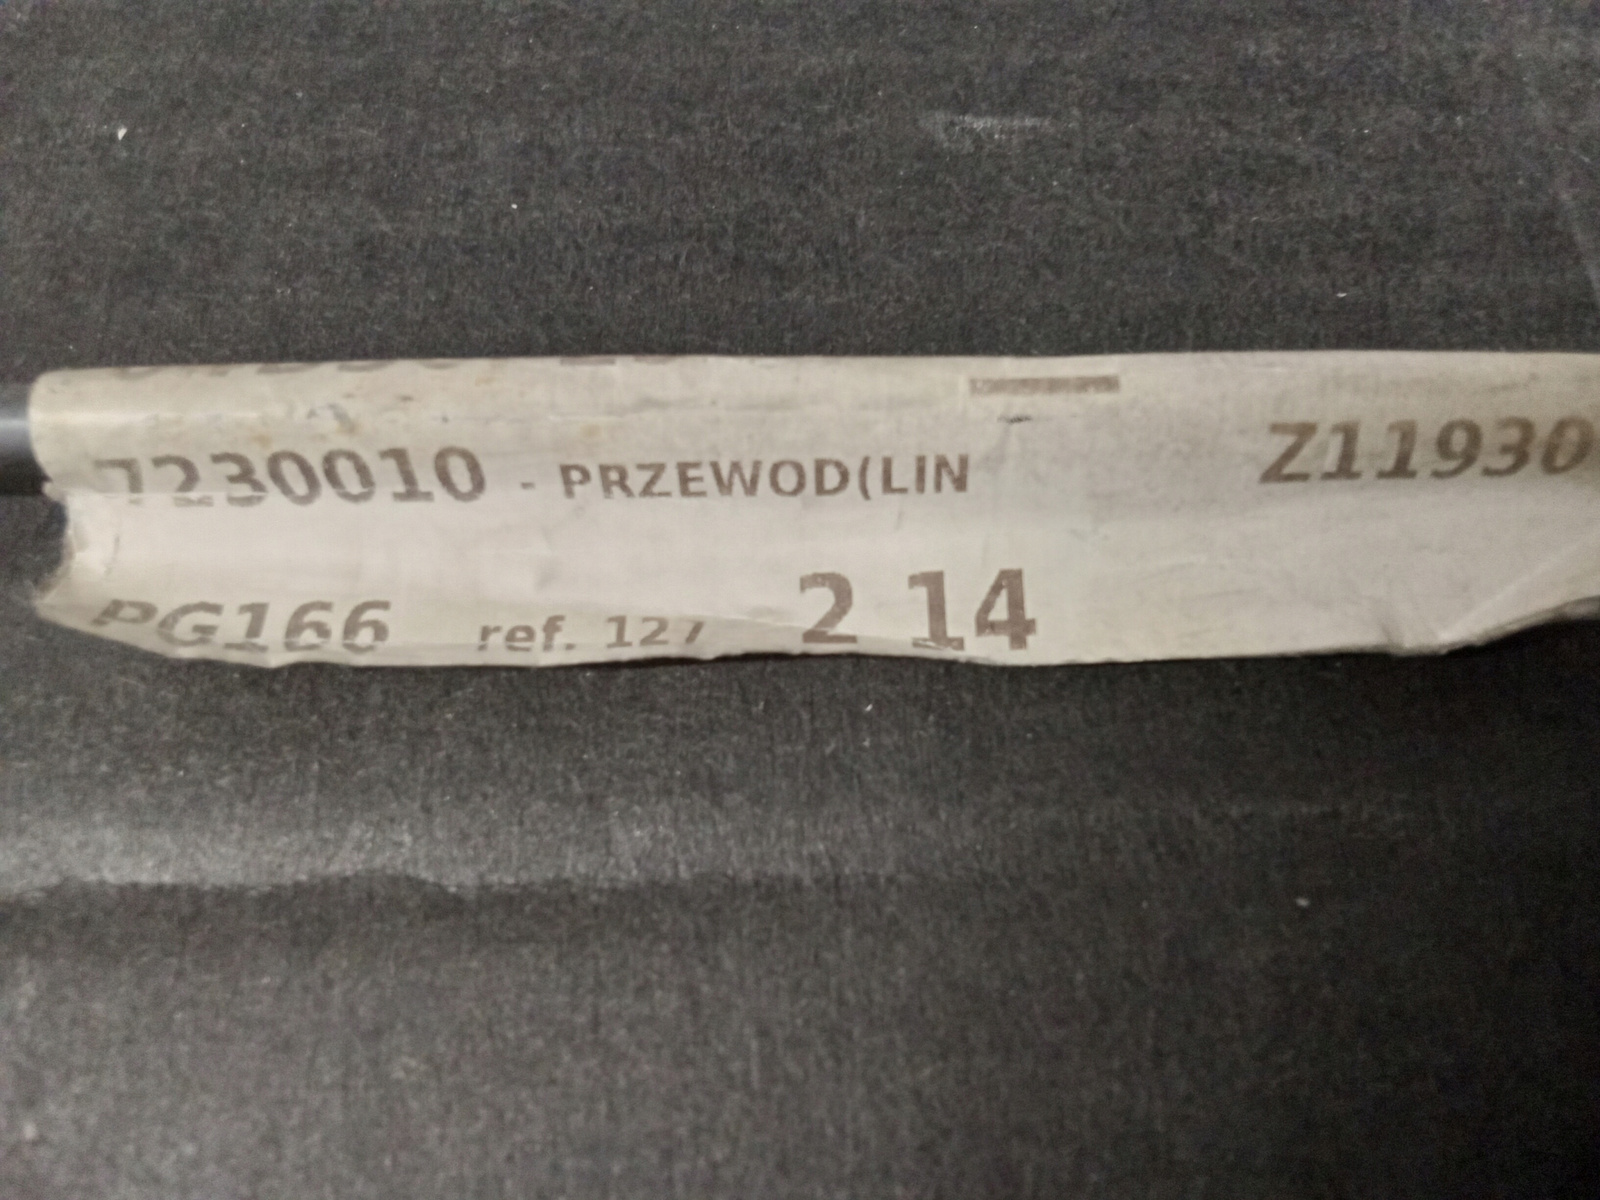 7230010 - PRZEWOD(LIN Z11930
PG166 ref. 127 2 14